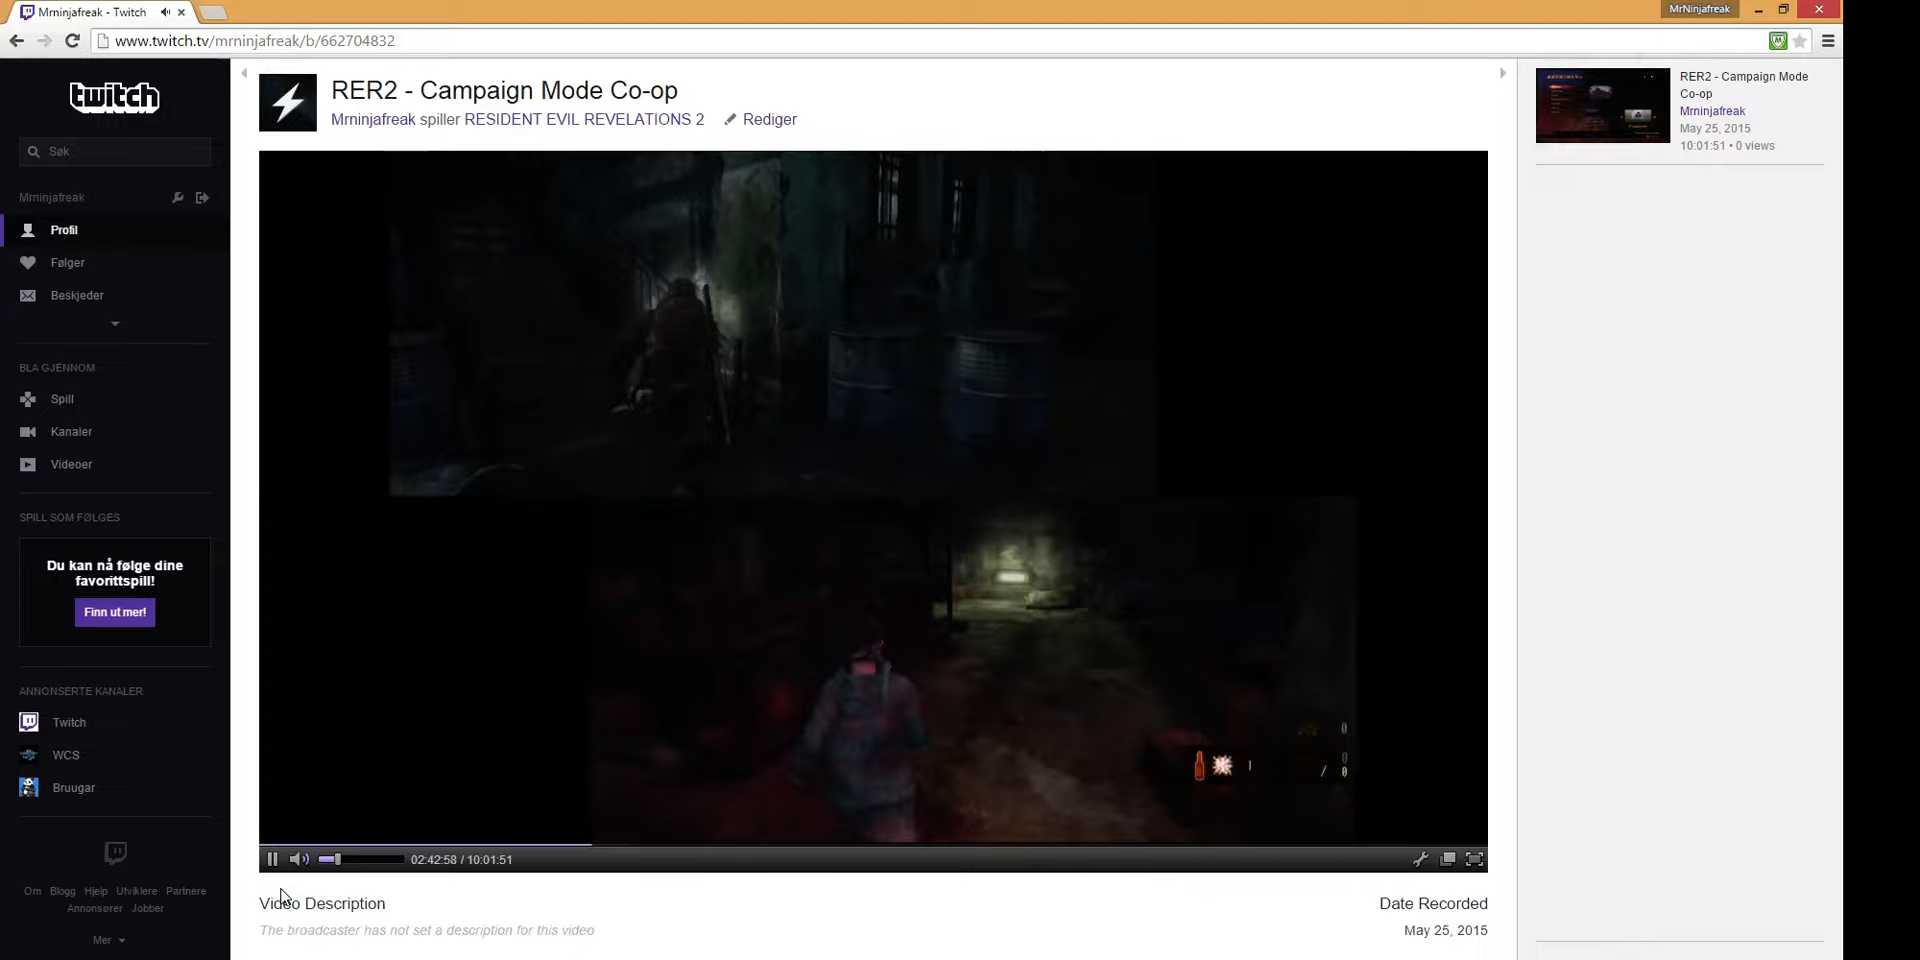 Mrninjafreak - Twitch
MrNinjafreak
www.twitch.tv/mrninjafreak/b/662704832
twitch
Søk
Mrninjafreak
Profil
Følger
Beskjeder
BLA GJENNOM
Spill
Kanaler
Videoer
SPILL SOM FØLGES
Du kan nå følge dine
favorittspill!
Finn ut mer!
ANNONSERTE KANALER
Twitch
WCS
Bruugar
Om Blogg Hjelp Utviklere Partnere
Annonsører Jobber
Mer
RER2 - Campaign Mode Co-op
Mrninjafreak spiller RESIDENT EVIL REVELATIONS 2 Rediger
0
0
/ 0
02:42:58 / 10:01:51
Video Description
The broadcaster has not set a description for this video
Date Recorded
May 25, 2015
RER2 - Campaign Mode
Co-op
Mrninjafreak
May 25, 2015
10:01:51 • 0 views